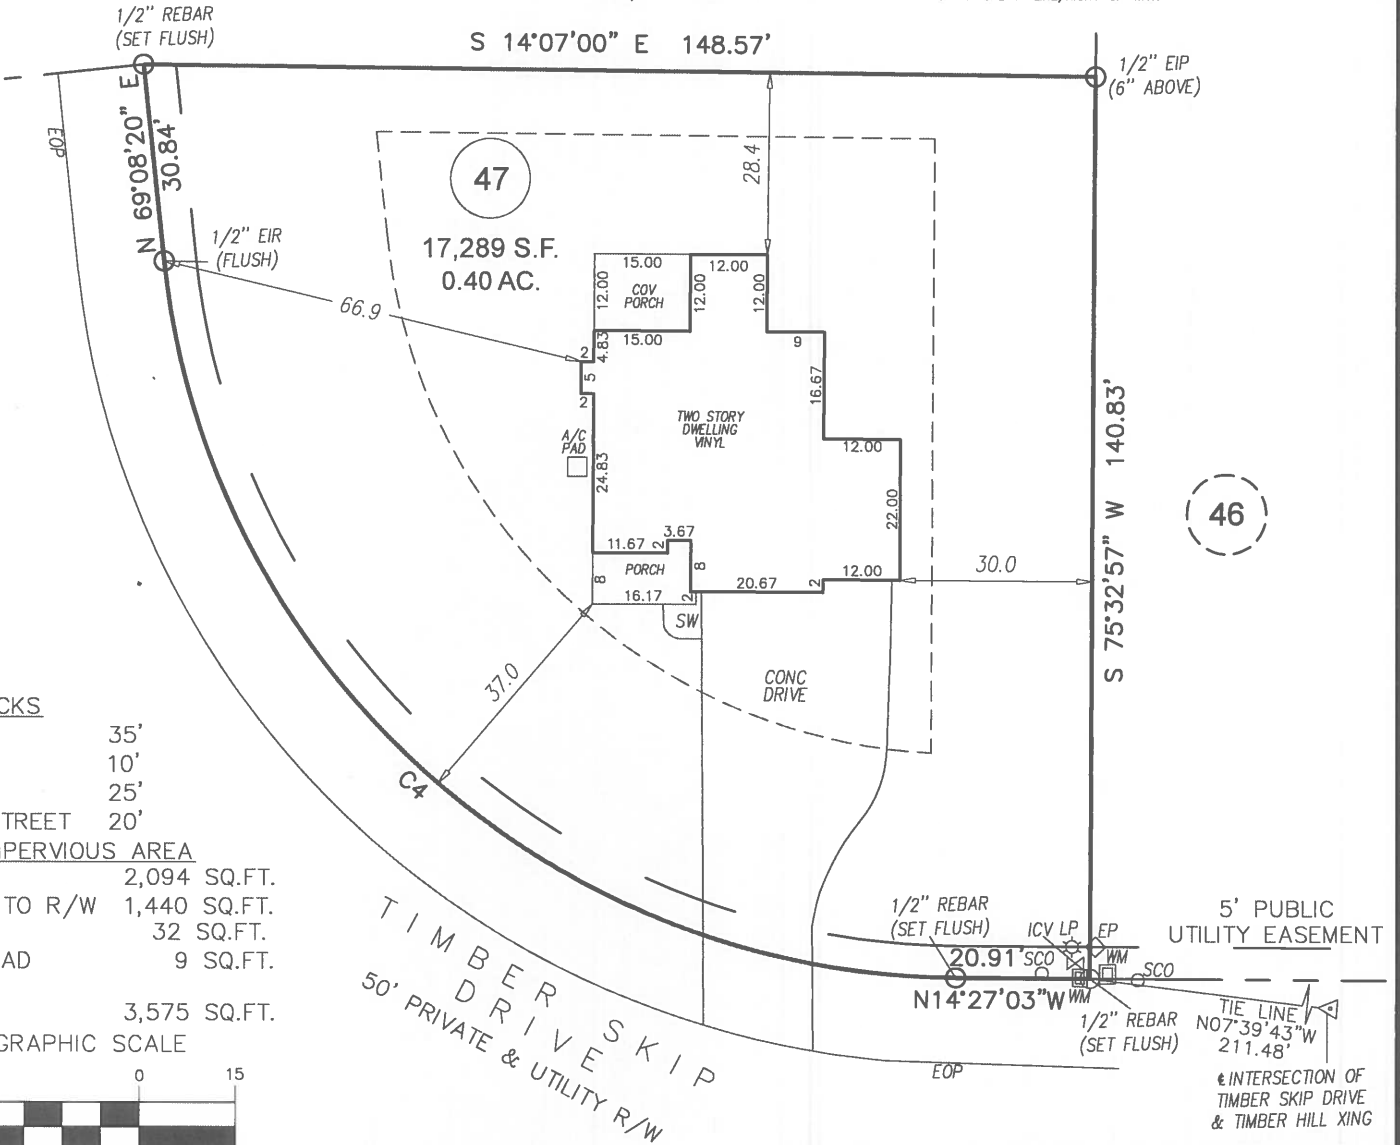 1/2" REBAR
(SET FLUSH)
S 14°07'00" E 148.57'
1/2" EIP
(6" ABOVE)
EOP
N 69°08'20" E
30.84'
1/2" EIR
(FLUSH)
47
17,289 S.F.
0.40 AC.
28.4
66.9
15.00
12.00
12.00
COV
PORCH
12.00
12.00
15.00
4.83
2
5
2
9
16.67
TWO STORY
DWELLING
VINYL
A/C
PAD
24.83
12.00
22.00
S 75°32'57" W 140.83'
46
11.67
2
3.67
PORCH
8
8
16.17
2
20.67
2
12.00
30.0
SW
37.0
CONC
DRIVE
C4
CKS
35'
10'
25'
TREET 20'
PERVIOUS AREA
2,094 SQ.FT.
TO R/W 1,440 SQ.FT.
32 SQ.FT.
AD 9 SQ.FT.
3,575 SQ.FT.
GRAPHIC SCALE
0 15
TIMBER SKIP
DRIVE
50' PRIVATE & UTILITY R/W
1/2" REBAR
(SET FLUSH)
ICV LP
EP
20.91'
SCO
WM
SCO
N14°27'03"W
WM
5' PUBLIC
UTILITY EASEMENT
1/2" REBAR
(SET FLUSH)
TIE LINE
N07°39'43"W
211.48'
EOP
℄ INTERSECTION OF
TIMBER SKIP DRIVE
& TIMBER HILL XING